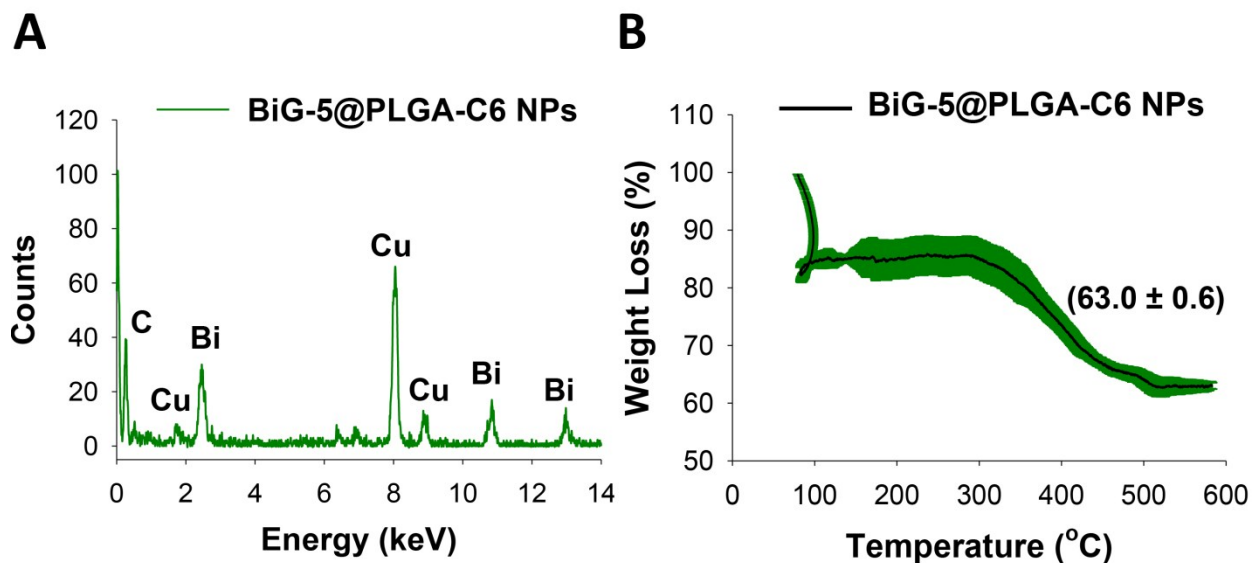 A
BiG-5@PLGA-C6 NPs
120
100
80
60
40
20
0
Counts
C
Cu
Bi
Cu
Cu
Bi
Bi
0 2 4 6 8 10 12 14
Energy (keV)
B
BiG-5@PLGA-C6 NPs
110
100
90
80
70
60
50
Weight Loss (%)
(63.0 ± 0.6)
0 100 200 300 400 500 600
Temperature (°C)